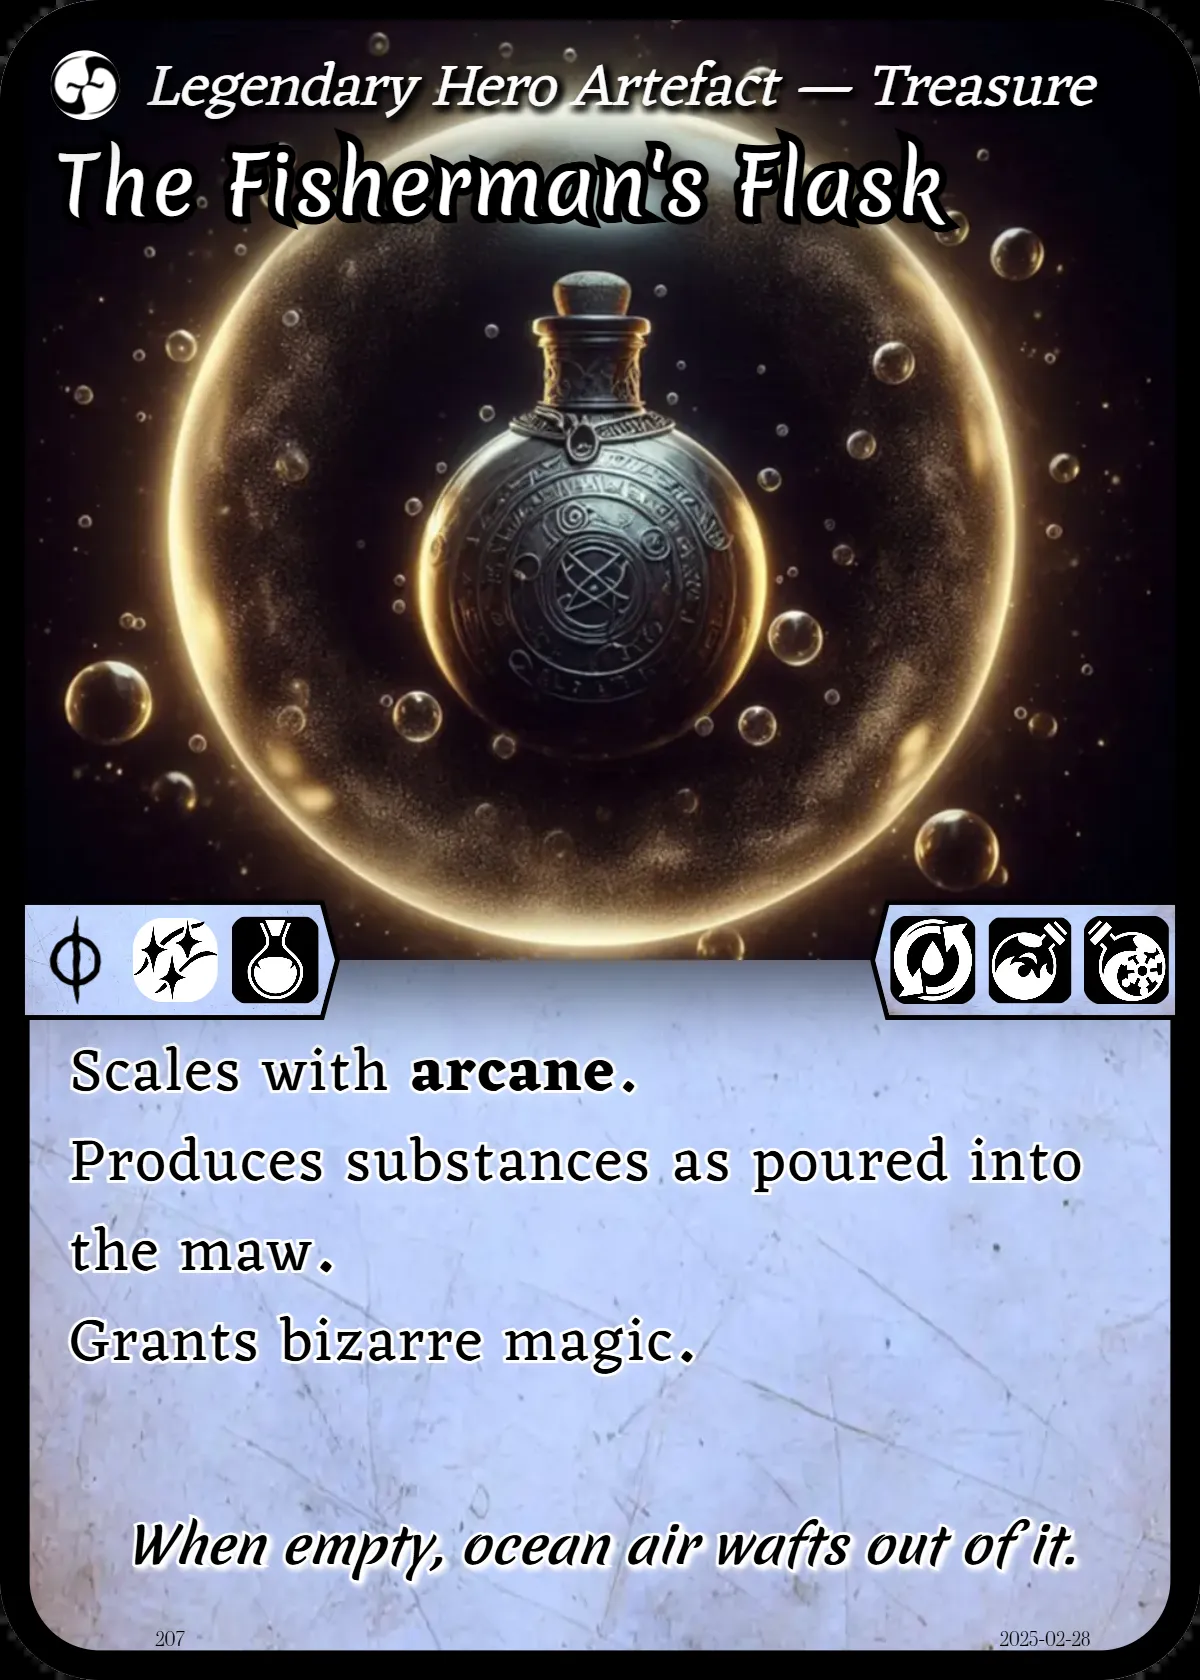 Legendary Hero Artefact — Treasure
The Fisherman's Flask
Scales with arcane.
Produces substances as poured into
the maw.
Grants bizarre magic.
When empty, ocean air wafts out of it.
207
2025-02-28